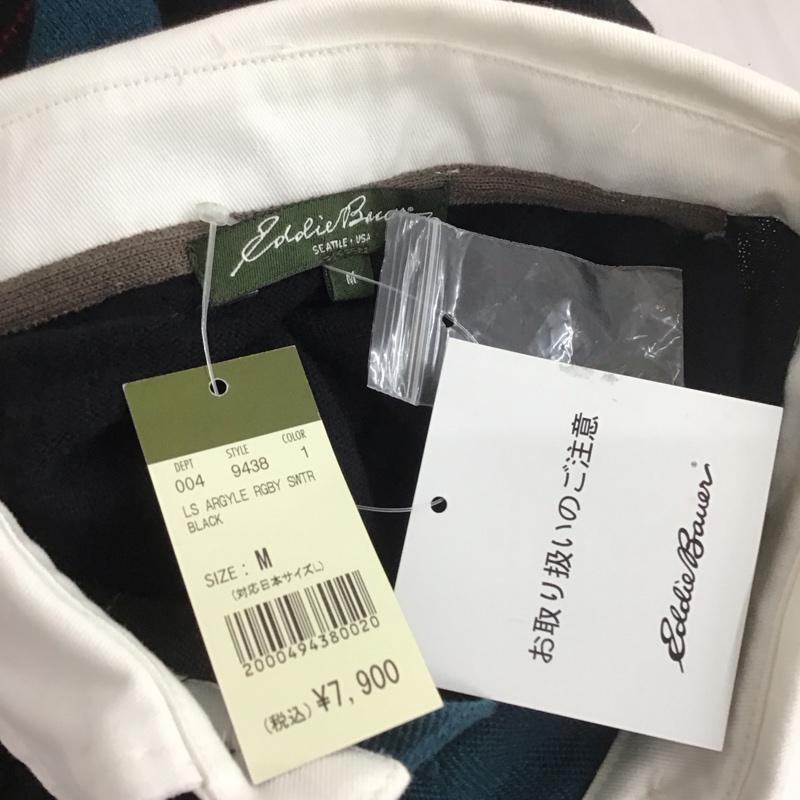 Eddie Bauer®
SEATTLE • USA
M
DEPT STYLE COLOR
004 9438 1
LS ARGYLE RGBY SWTR
BLACK
SIZE: M
(対応日本サイズL)
2000494380020
(税込) ¥7,900
お取り扱いのご注意
Eddie Bauer®